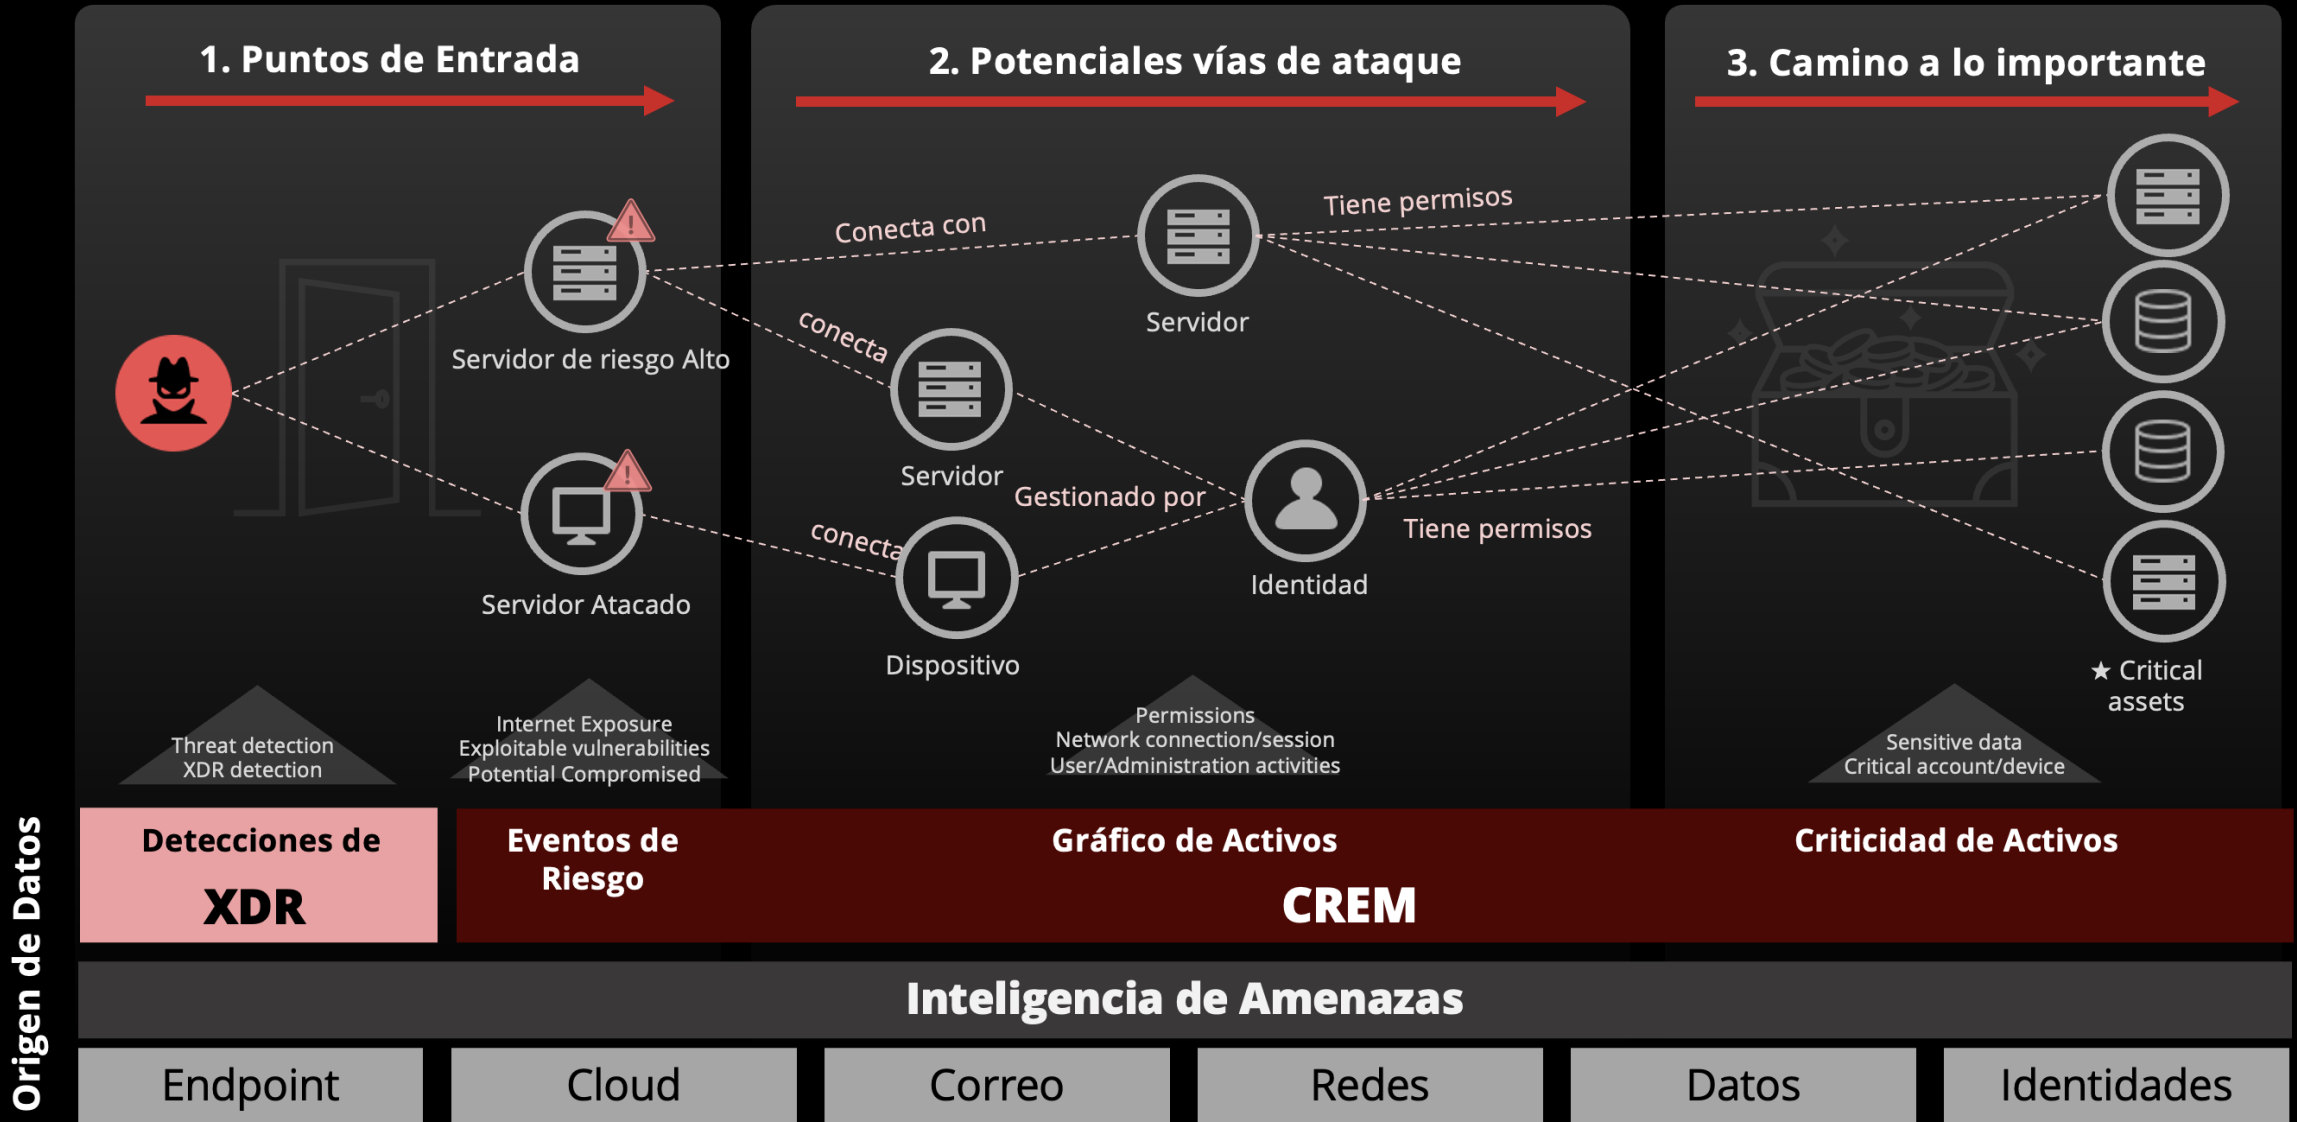 1. Puntos de Entrada
2. Potenciales vías de ataque
3. Camino a lo importante
Conecta con
Tiene permisos
Servidor de riesgo Alto
conecta
Servidor
Servidor
Gestionado por
conecta
Tiene permisos
Servidor Atacado
Identidad
Dispositivo
★ Critical
assets
Threat detection
XDR detection
Internet Exposure
Exploitable vulnerabilities
Potential Compromised
Permissions
Network connection/session
User/Administration activities
Sensitive data
Critical account/device
Origen de Datos
Detecciones de
XDR
Eventos de
Riesgo
Gráfico de Activos
Criticidad de Activos
CREM
Inteligencia de Amenazas
Endpoint
Cloud
Correo
Redes
Datos
Identidades